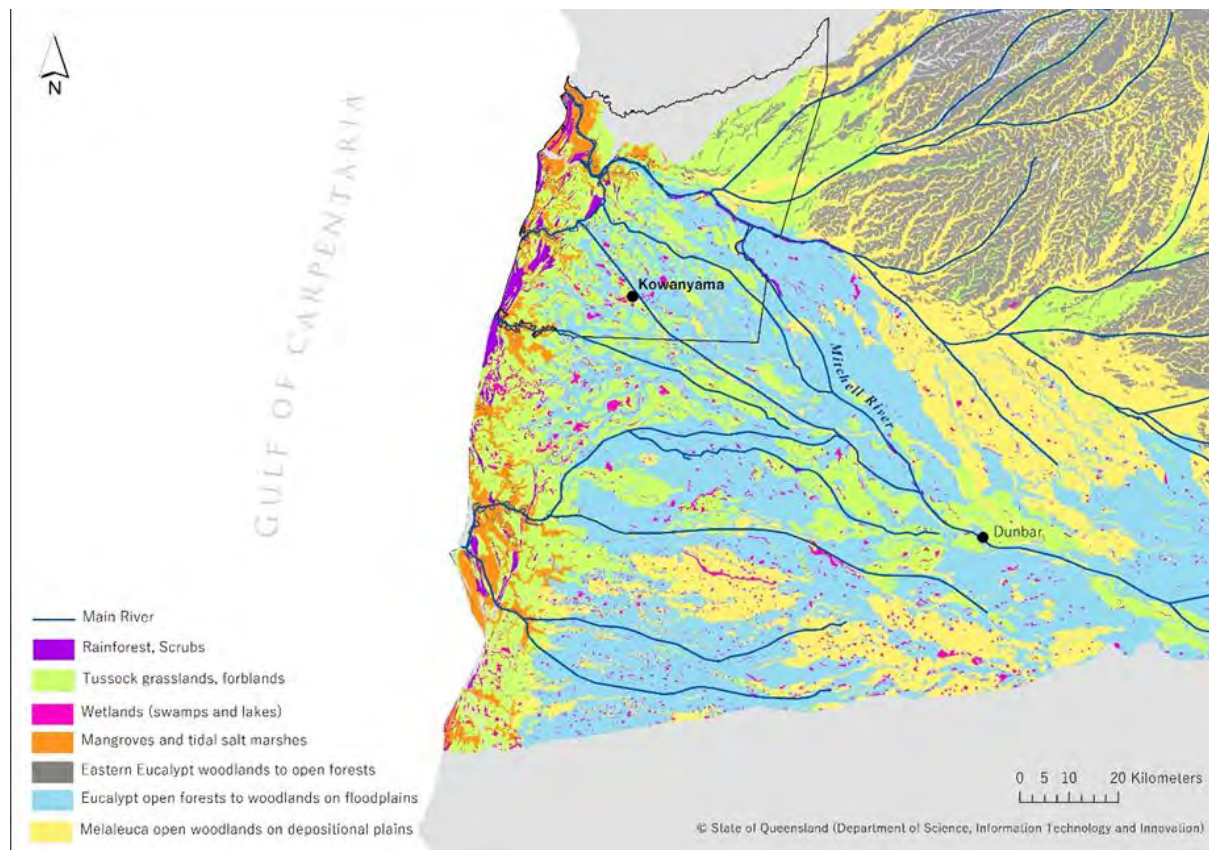 N
GULF OF CARPENTARIA
Kowanyama
Mitchell River
Dunbar
Main River
Rainforest, Scrubs
Tussock grasslands, forblands
Wetlands (swamps and lakes)
Mangroves and tidal salt marshes
Eastern Eucalypt woodlands to open forests
Eucalypt open forests to woodlands on floodplains
Melaleuca open woodlands on depositional plains
0 5 10 20 Kilometers
© State of Queensland (Department of Science, Information Technology and Innovation)